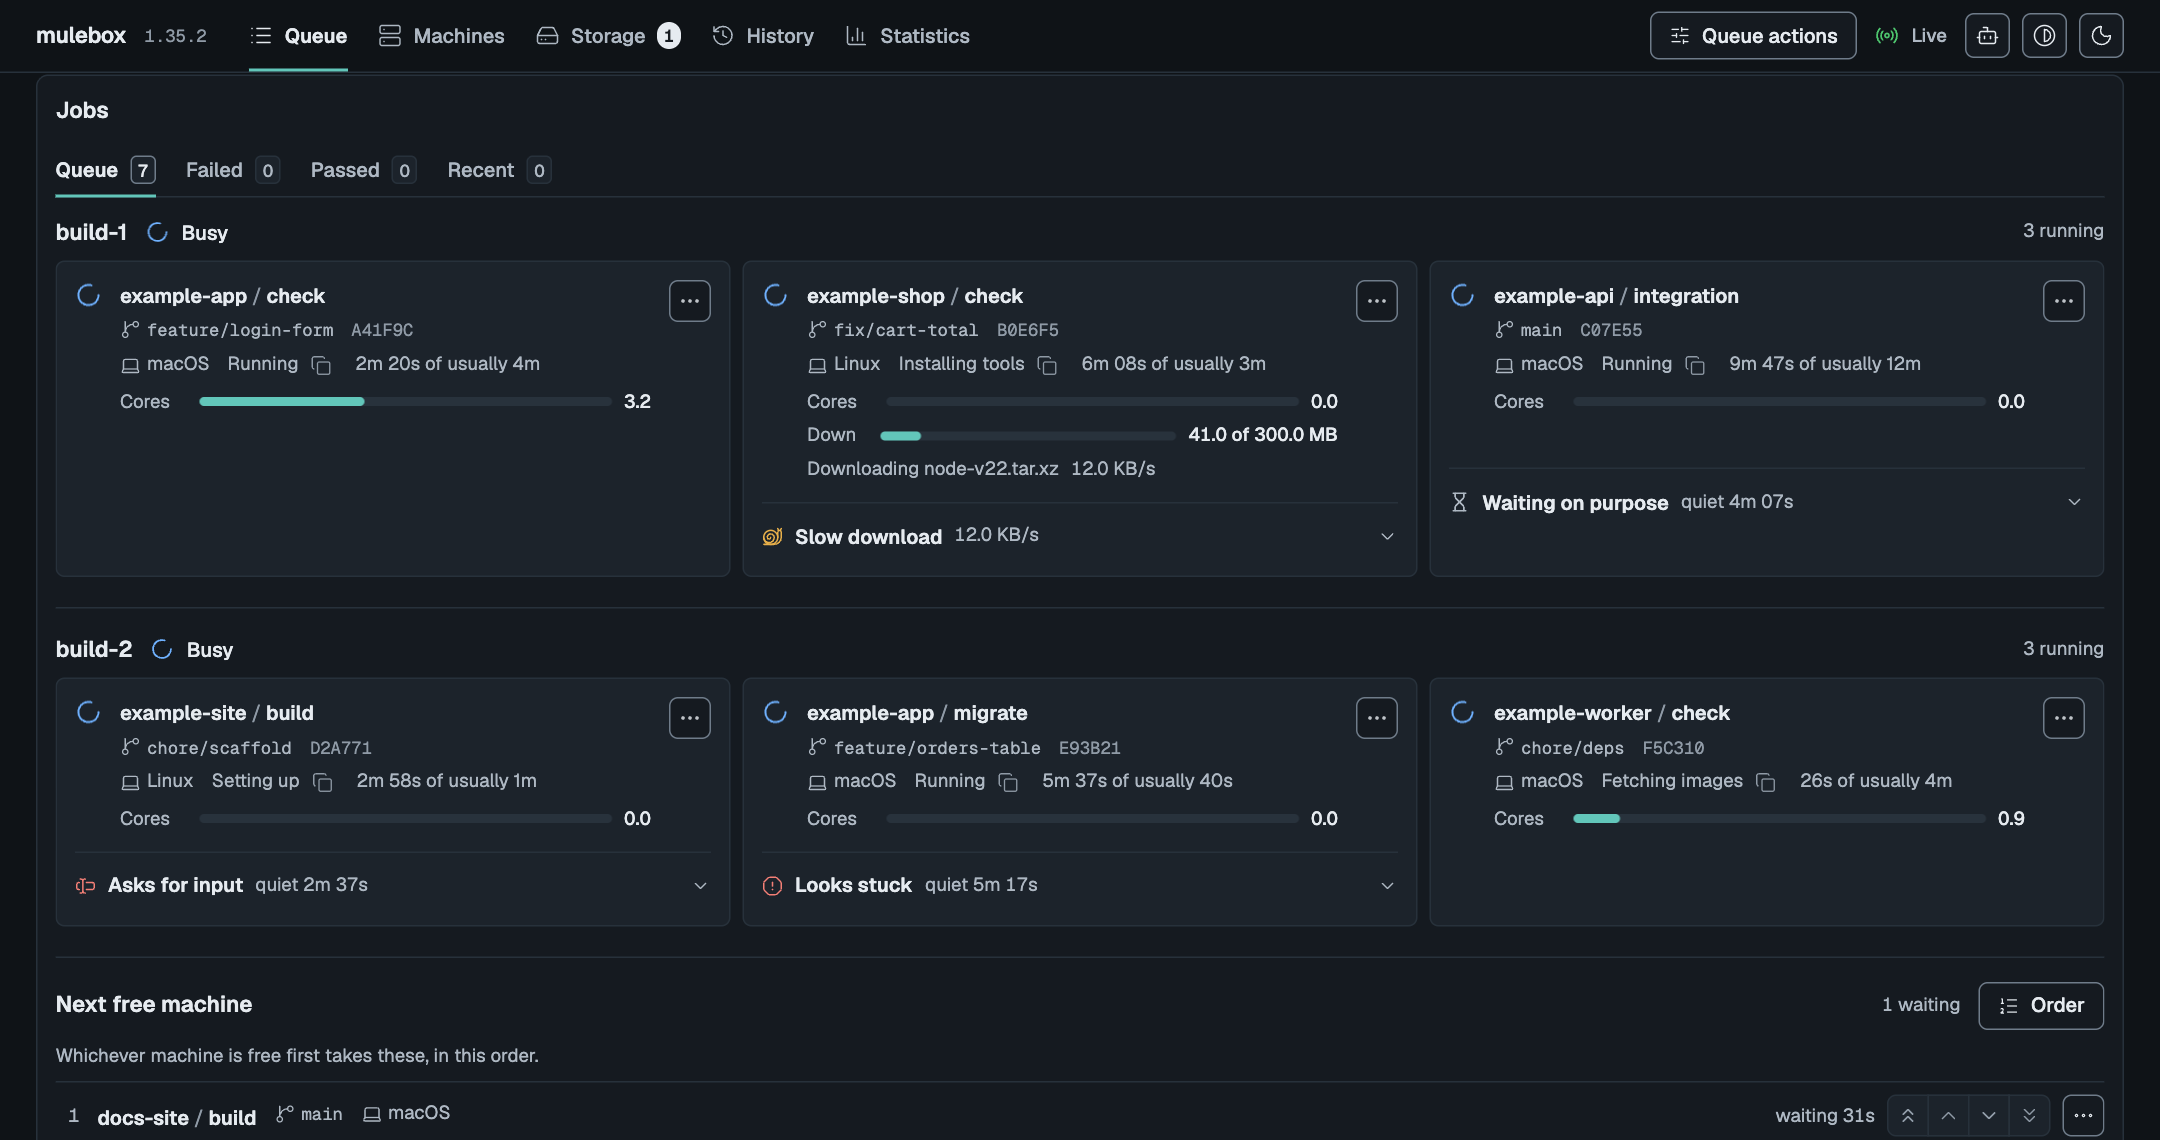 mulebox 1.35.2 Queue Machines Storage 1 History Statistics Queue actions Live
Jobs
Queue 7 Failed 0 Passed 0 Recent 0
build-1 Busy 3 running
example-app / check
feature/login-form A41F9C
macOS Running 2m 20s of usually 4m
Cores 3.2
example-shop / check
fix/cart-total B0E6F5
Linux Installing tools 6m 08s of usually 3m
Cores 0.0
Down 41.0 of 300.0 MB
Downloading node-v22.tar.xz 12.0 KB/s
Slow download 12.0 KB/s
example-api / integration
main C07E55
macOS Running 9m 47s of usually 12m
Cores 0.0
Waiting on purpose quiet 4m 07s
build-2 Busy 3 running
example-site / build
chore/scaffold D2A771
Linux Setting up 2m 58s of usually 1m
Cores 0.0
Asks for input quiet 2m 37s
example-app / migrate
feature/orders-table E93B21
macOS Running 5m 37s of usually 40s
Cores 0.0
Looks stuck quiet 5m 17s
example-worker / check
chore/deps F5C310
macOS Fetching images 26s of usually 4m
Cores 0.9
Next free machine 1 waiting Order
Whichever machine is free first takes these, in this order.
1 docs-site / build main macOS waiting 31s